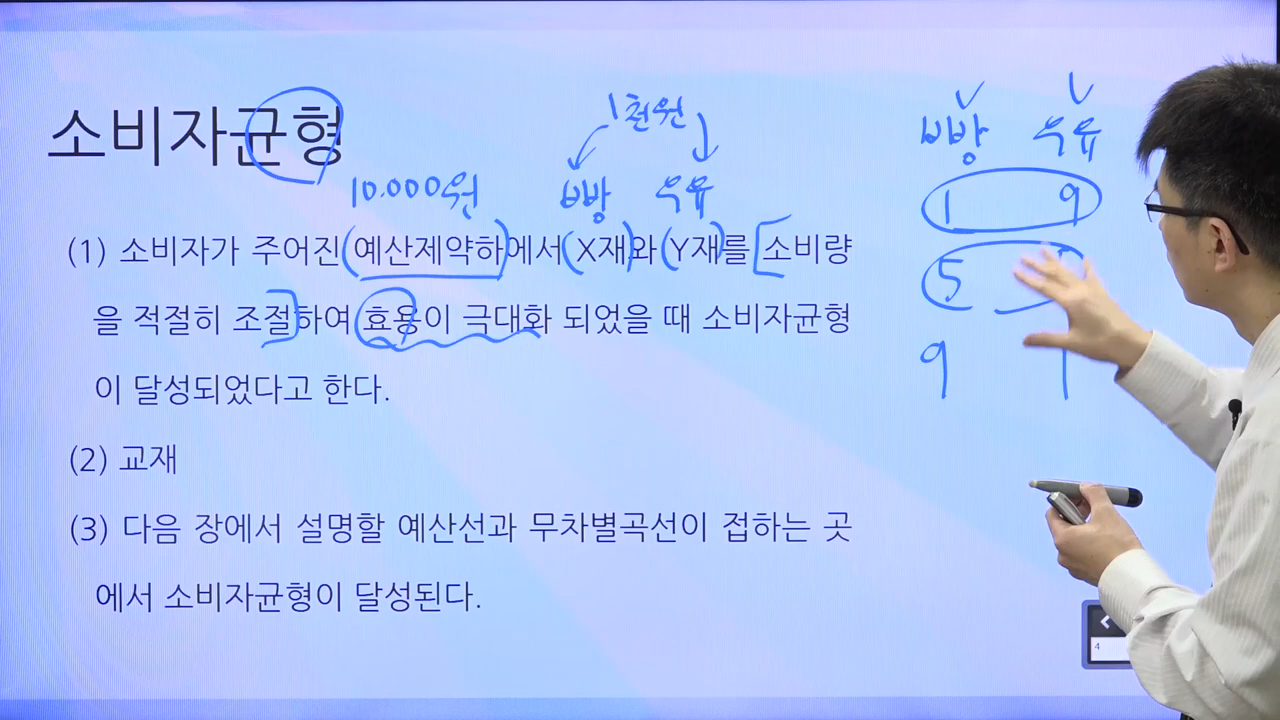 소비자균형
1천원
10.000원 빵 우유
(1) 소비자가 주어진 예산제약하에서 X재와 Y재를 소비량
을 적절히 조절하여 효용이 극대화 되었을 때 소비자균형
이 달성되었다고 한다.
(2) 교재
(3) 다음 장에서 설명할 예산선과 무차별곡선이 접하는 곳
에서 소비자균형이 달성된다.
빵 우유
1 9
5
9 1
4